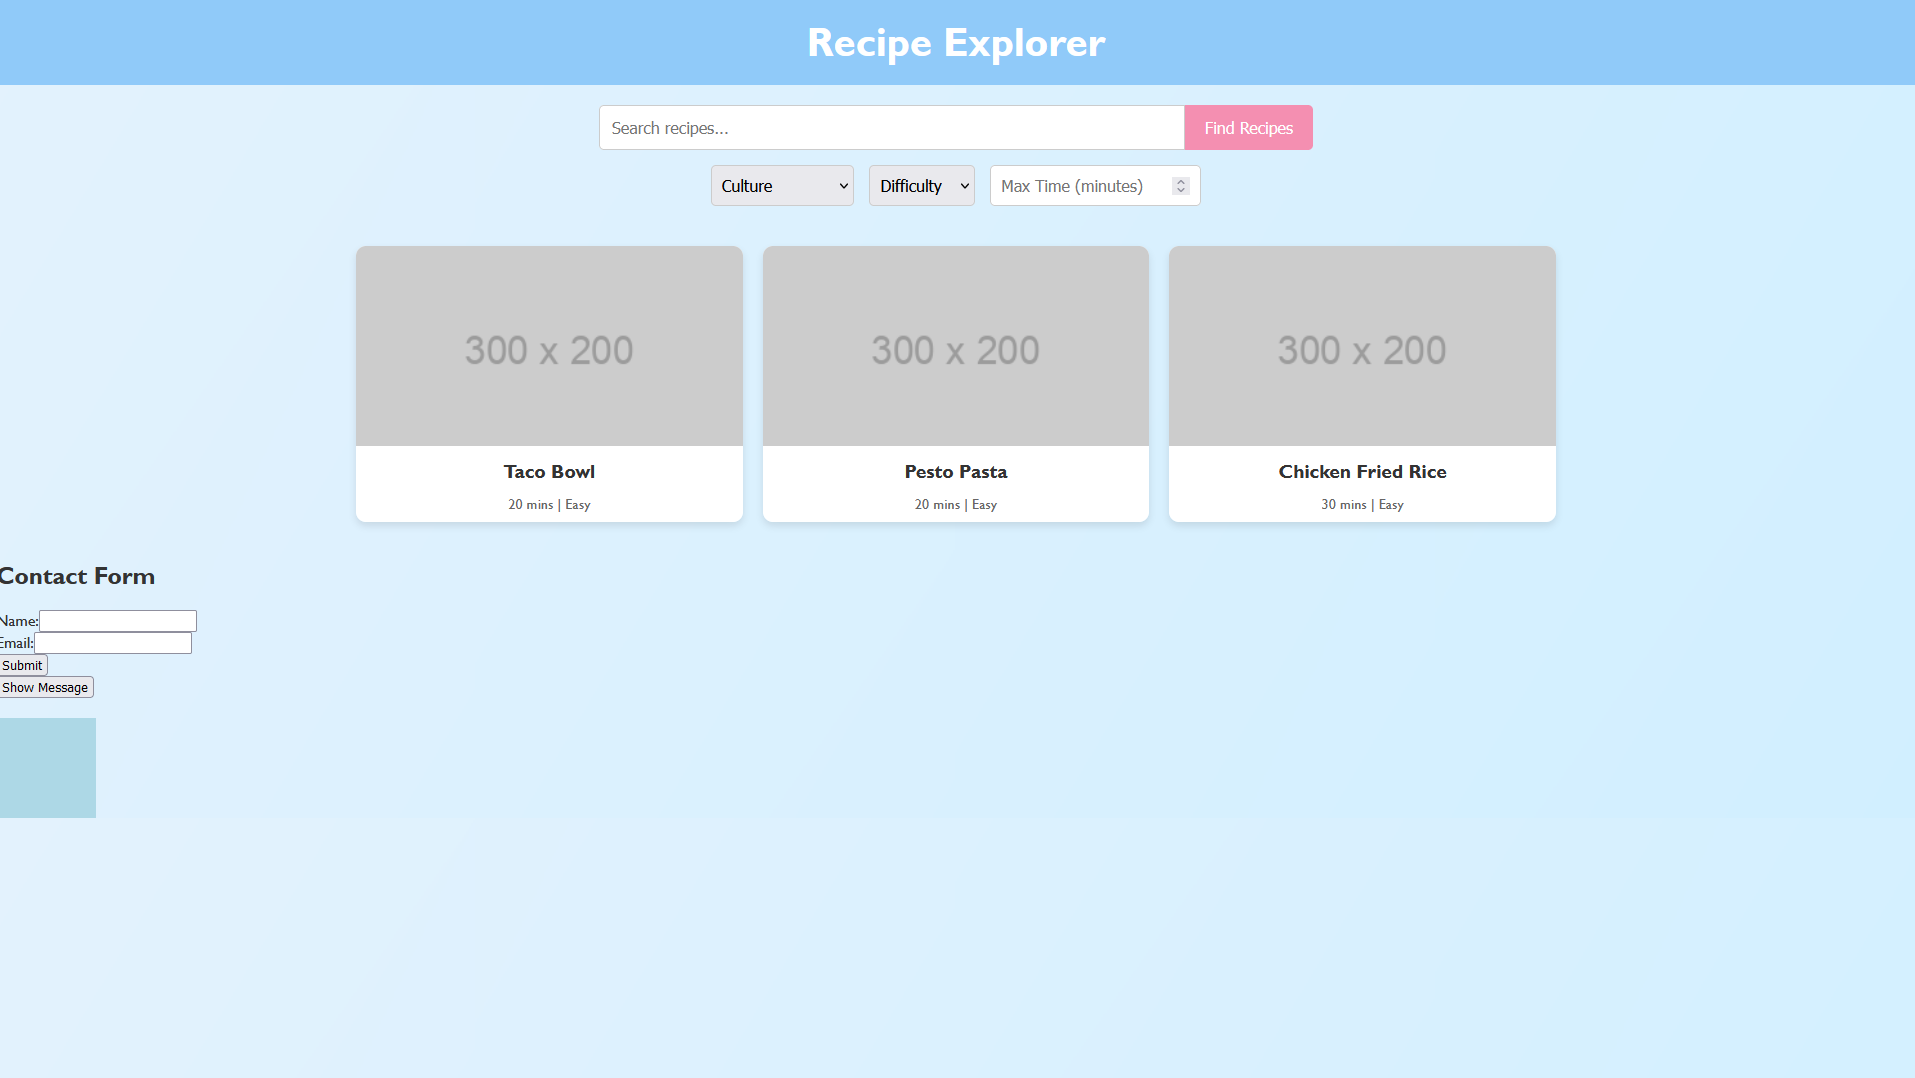 Recipe Explorer
Search recipes...
Find Recipes
Culture
Difficulty
Max Time (minutes)
300 x 200
300 x 200
300 x 200
Taco Bowl
Pesto Pasta
Chicken Fried Rice
20 mins | Easy
20 mins | Easy
30 mins | Easy
Contact Form
Name:
Email:
Submit
Show Message